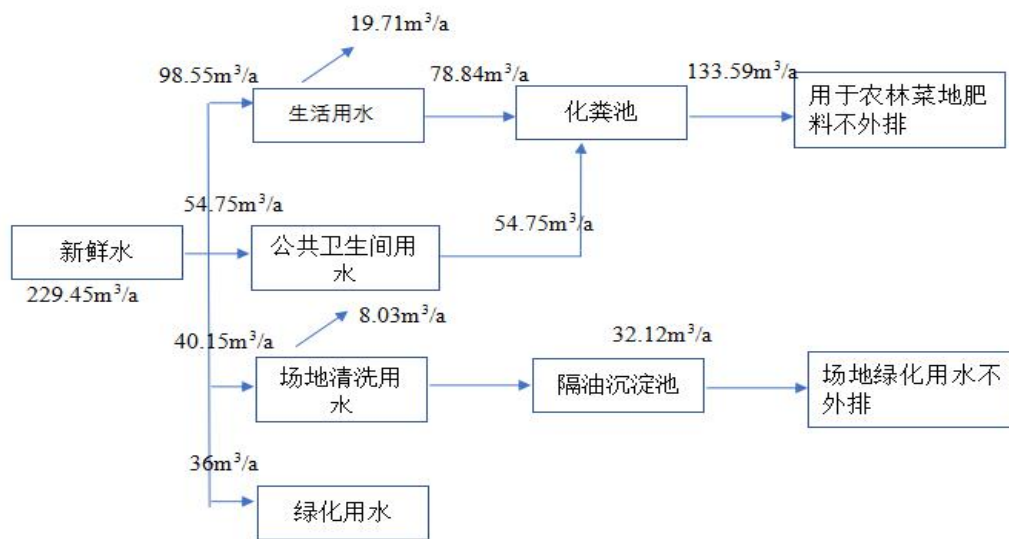 19.71m³/a
98.55m³/a
78.84m³/a
133.59m³/a
生活用水
化粪池
用于农林菜地肥
料不外排
54.75m³/a
54.75m³/a
新鲜水
公共卫生间用
水
229.45m³/a
8.03m³/a
40.15m³/a
32.12m³/a
场地清洗用
水
隔油沉淀池
场地绿化用水不
外排
36m³/a
绿化用水